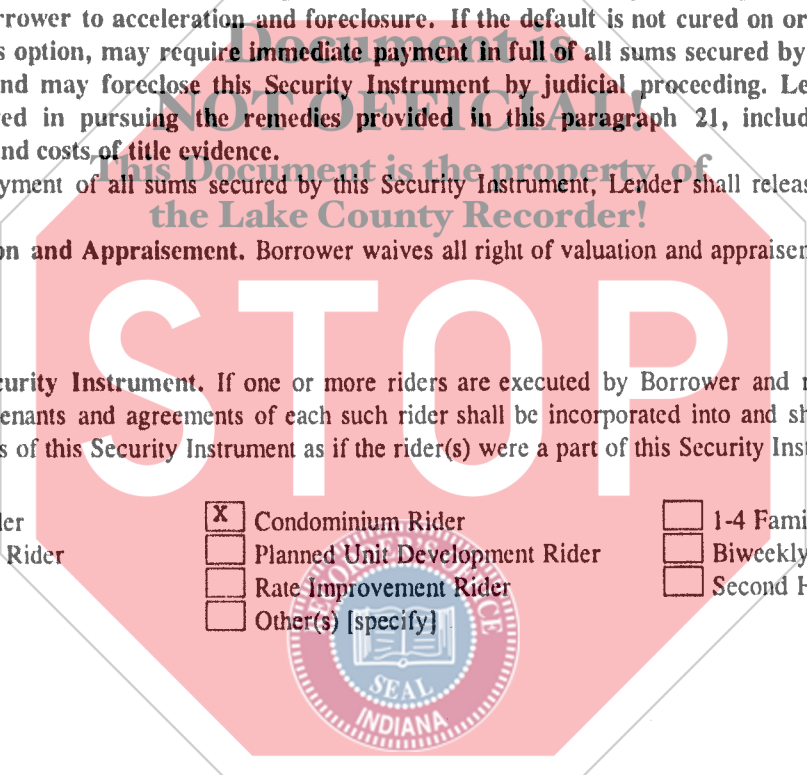 rrower to acceleration and foreclosure. If the default is not cured on or
s option, may require immediate payment in full of all sums secured by
Document is
nd may foreclose this Security Instrument by judicial proceeding. Le
NOT OFFICIAL!
ed in pursuing the remedies provided in this paragraph 21, includ
nd costs of title evidence.
This Document is the property of
yment of all sums secured by this Security Instrument, Lender shall releas
the Lake County Recorder!
on and Appraisement. Borrower waives all right of valuation and appraisem
STOP
curity Instrument. If one or more riders are executed by Borrower and r
enants and agreements of each such rider shall be incorporated into and sh
s of this Security Instrument as if the rider(s) were a part of this Security Inst
ler X Condominium Rider 1-4 Fami
Rider Planned Unit Development Rider Biweekly
Rate Improvement Rider Second H
Other(s) [specify]
RECORDER'S OFFICE
SEAL
INDIANA